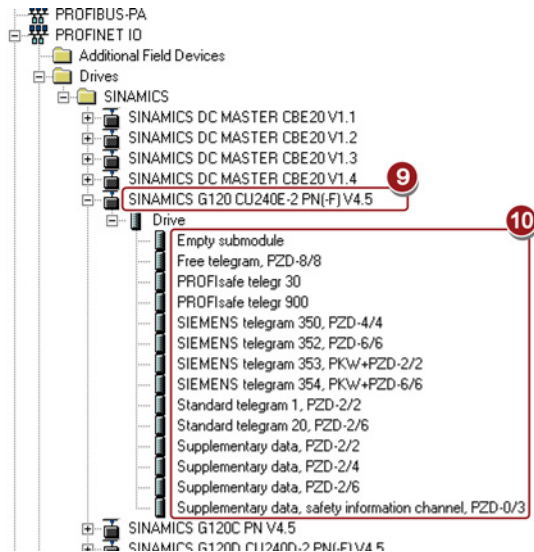 PROFIBUS-PA
PROFINET IO
Additional Field Devices
Drives
SINAMICS
SINAMICS DC MASTER CBE20 V1.1
SINAMICS DC MASTER CBE20 V1.2
SINAMICS DC MASTER CBE20 V1.3
SINAMICS DC MASTER CBE20 V1.4
9
SINAMICS G120 CU240E-2 PN(-F) V4.5
Drive
10
Empty submodule
Free telegram, PZD-8/8
PROFIsafe telegr 30
PROFIsafe telegr 900
SIEMENS telegram 350, PZD-4/4
SIEMENS telegram 352, PZD-6/6
SIEMENS telegram 353, PKW+PZD-2/2
SIEMENS telegram 354, PKW+PZD-6/6
Standard telegram 1, PZD-2/2
Standard telegram 20, PZD-2/6
Supplementary data, PZD-2/2
Supplementary data, PZD-2/4
Supplementary data, PZD-2/6
Supplementary data, safety information channel, PZD-0/3
SINAMICS G120C PN V4.5
SINAMICS G120D CU240D-2 PN(-F) V4.5